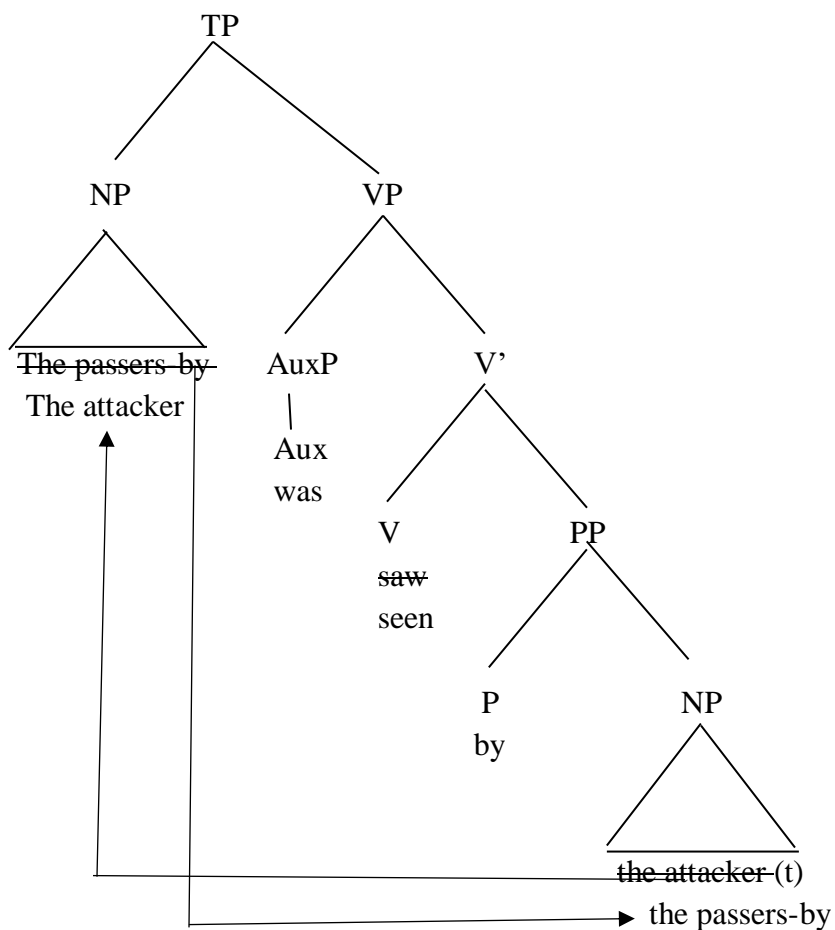 TP
NP VP
The passers-by AuxP V’
The attacker
Aux
was
V PP
saw
seen
P NP
by
the attacker (t)
the passers-by